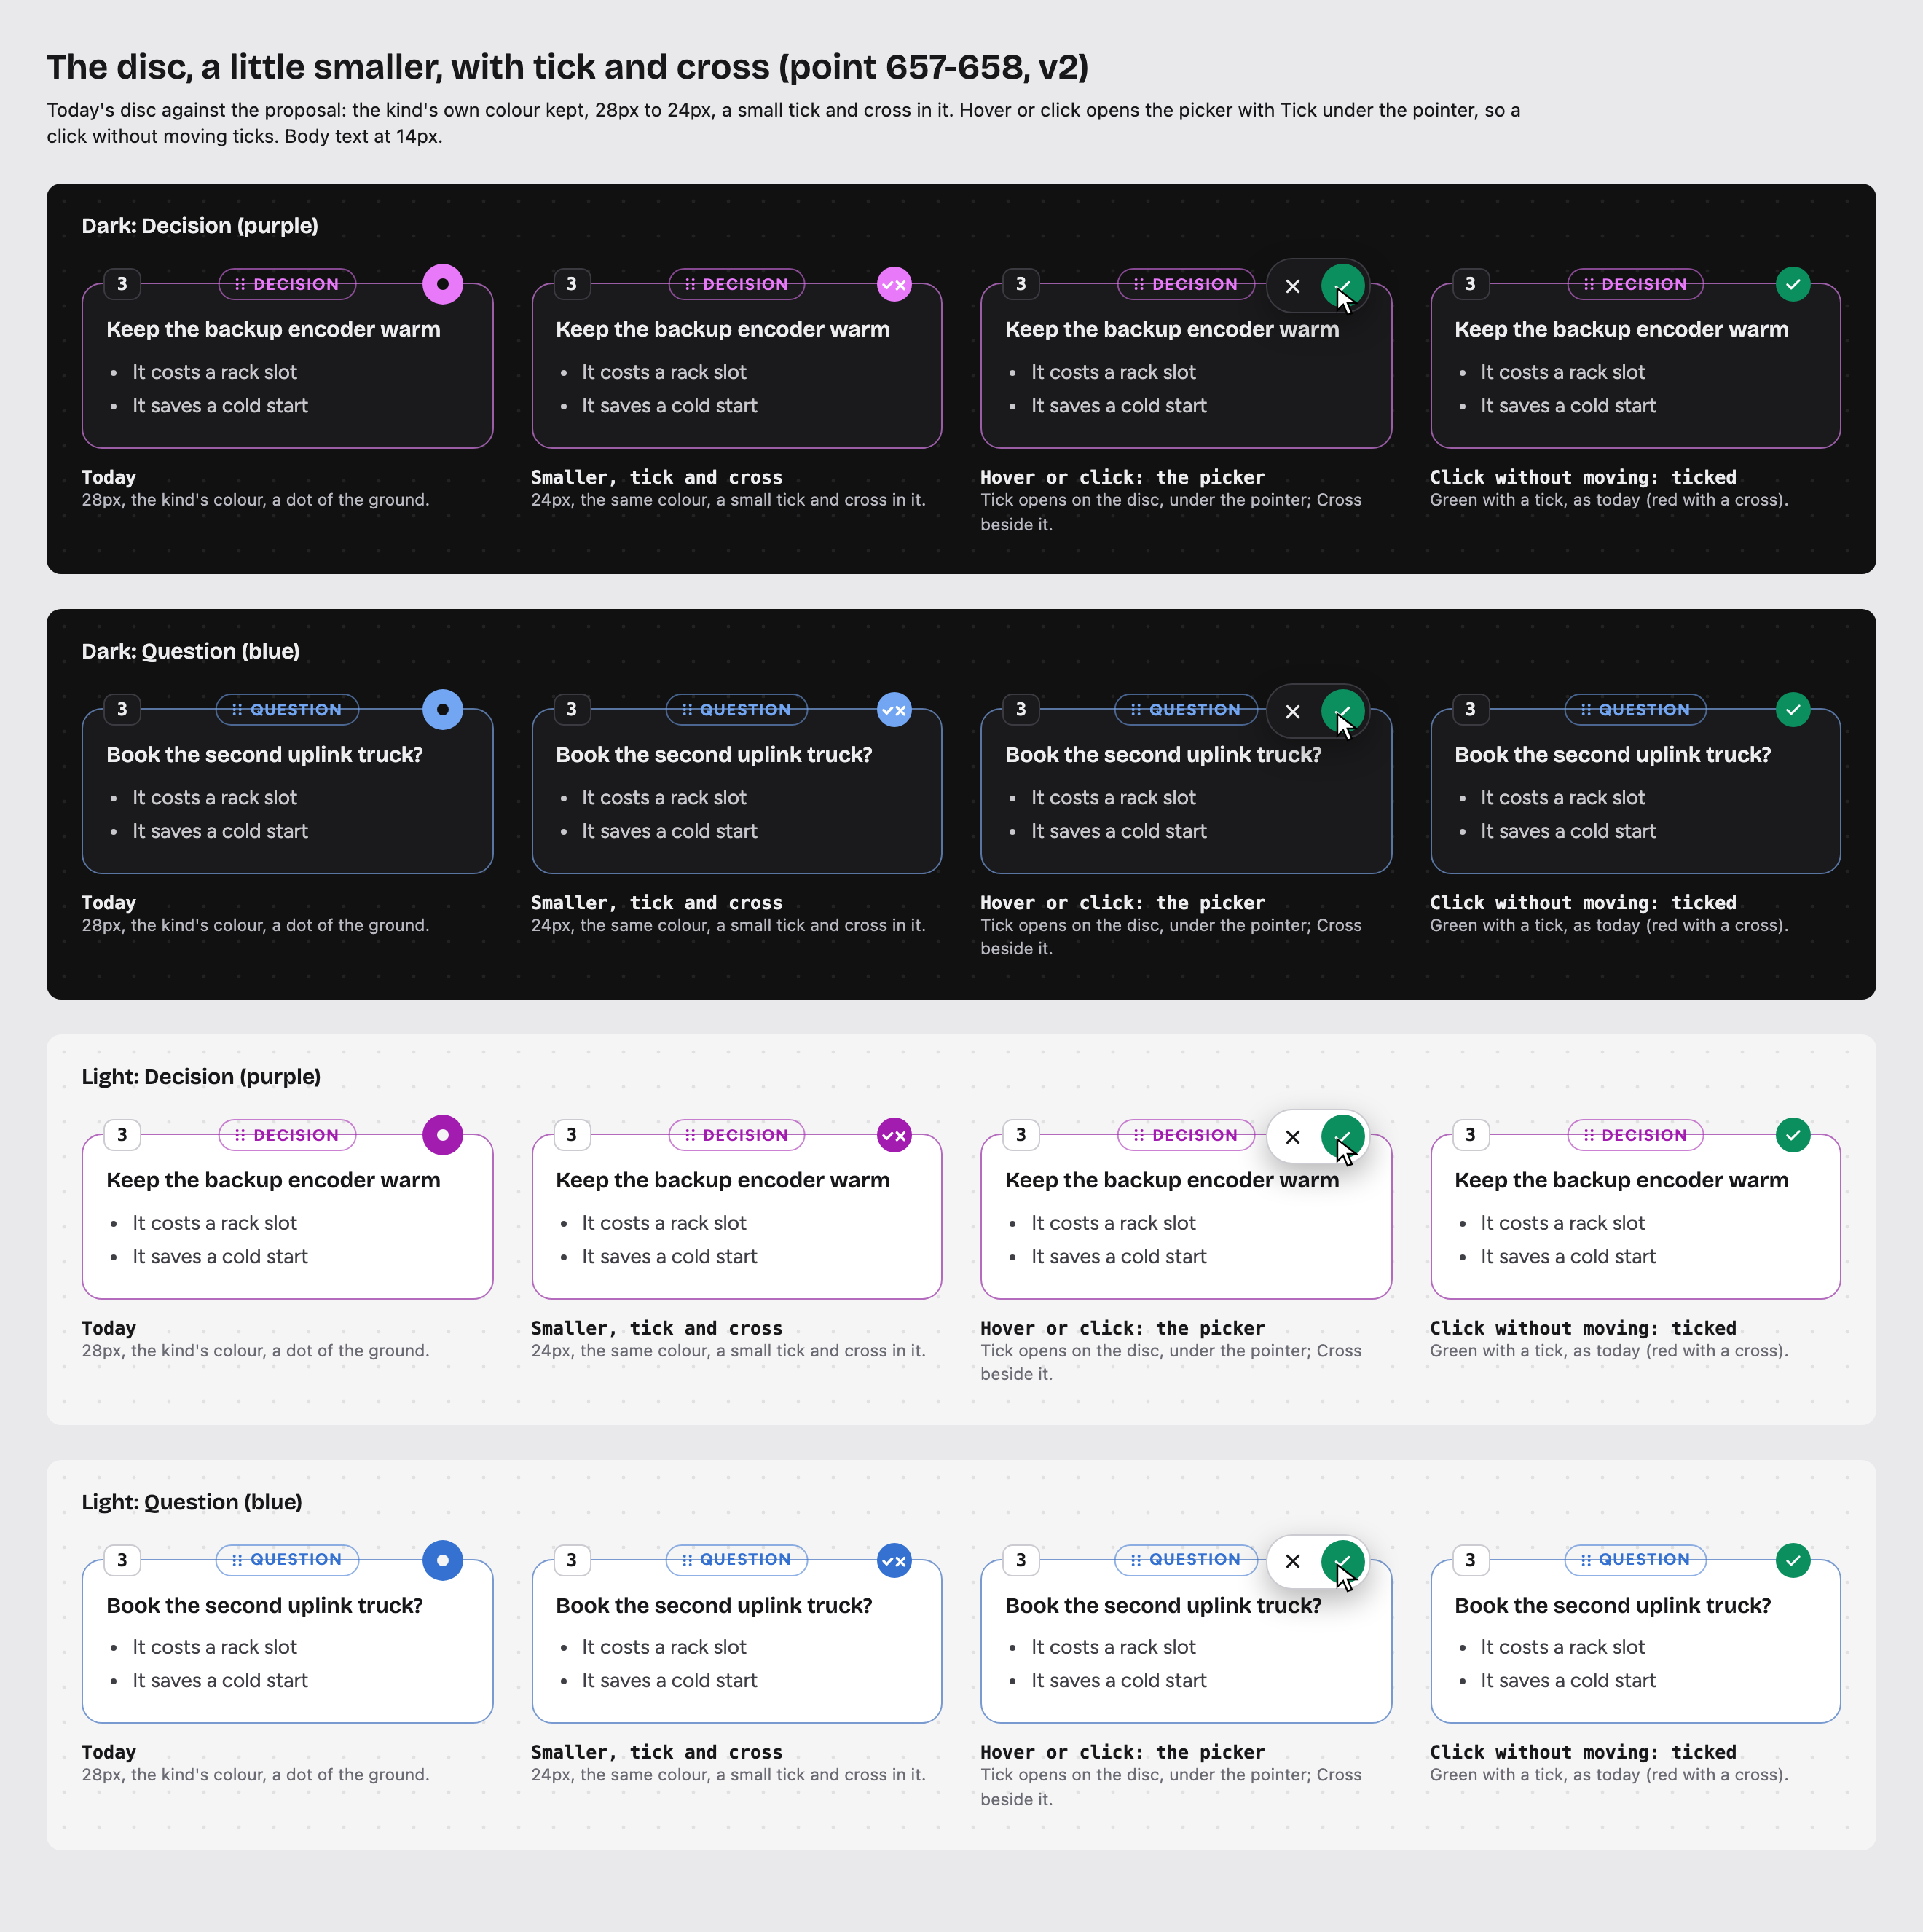 The disc, a little smaller, with tick and cross (point 657-658, v2)
Today's disc against the proposal: the kind's own colour kept, 28px to 24px, a small tick and cross in it. Hover or click opens the picker with Tick under the pointer, so a
click without moving ticks. Body text at 14px.
Dark: Decision (purple)
3 DECISION
Keep the backup encoder warm
• It costs a rack slot
• It saves a cold start
Today
28px, the kind's colour, a dot of the ground.
3 DECISION
Keep the backup encoder warm
• It costs a rack slot
• It saves a cold start
Smaller, tick and cross
24px, the same colour, a small tick and cross in it.
3 DECISION
Keep the backup encoder warm
• It costs a rack slot
• It saves a cold start
Hover or click: the picker
Tick opens on the disc, under the pointer; Cross
beside it.
3 DECISION
Keep the backup encoder warm
• It costs a rack slot
• It saves a cold start
Click without moving: ticked
Green with a tick, as today (red with a cross).
Dark: Question (blue)
3 QUESTION
Book the second uplink truck?
• It costs a rack slot
• It saves a cold start
Today
28px, the kind's colour, a dot of the ground.
3 QUESTION
Book the second uplink truck?
• It costs a rack slot
• It saves a cold start
Smaller, tick and cross
24px, the same colour, a small tick and cross in it.
3 QUESTION
Book the second uplink truck?
• It costs a rack slot
• It saves a cold start
Hover or click: the picker
Tick opens on the disc, under the pointer; Cross
beside it.
3 QUESTION
Book the second uplink truck?
• It costs a rack slot
• It saves a cold start
Click without moving: ticked
Green with a tick, as today (red with a cross).
Light: Decision (purple)
3 DECISION
Keep the backup encoder warm
• It costs a rack slot
• It saves a cold start
Today
28px, the kind's colour, a dot of the ground.
3 DECISION
Keep the backup encoder warm
• It costs a rack slot
• It saves a cold start
Smaller, tick and cross
24px, the same colour, a small tick and cross in it.
3 DECISION
Keep the backup encoder warm
• It costs a rack slot
• It saves a cold start
Hover or click: the picker
Tick opens on the disc, under the pointer; Cross
beside it.
3 DECISION
Keep the backup encoder warm
• It costs a rack slot
• It saves a cold start
Click without moving: ticked
Green with a tick, as today (red with a cross).
Light: Question (blue)
3 QUESTION
Book the second uplink truck?
• It costs a rack slot
• It saves a cold start
Today
28px, the kind's colour, a dot of the ground.
3 QUESTION
Book the second uplink truck?
• It costs a rack slot
• It saves a cold start
Smaller, tick and cross
24px, the same colour, a small tick and cross in it.
3 QUESTION
Book the second uplink truck?
• It costs a rack slot
• It saves a cold start
Hover or click: the picker
Tick opens on the disc, under the pointer; Cross
beside it.
3 QUESTION
Book the second uplink truck?
• It costs a rack slot
• It saves a cold start
Click without moving: ticked
Green with a tick, as today (red with a cross).